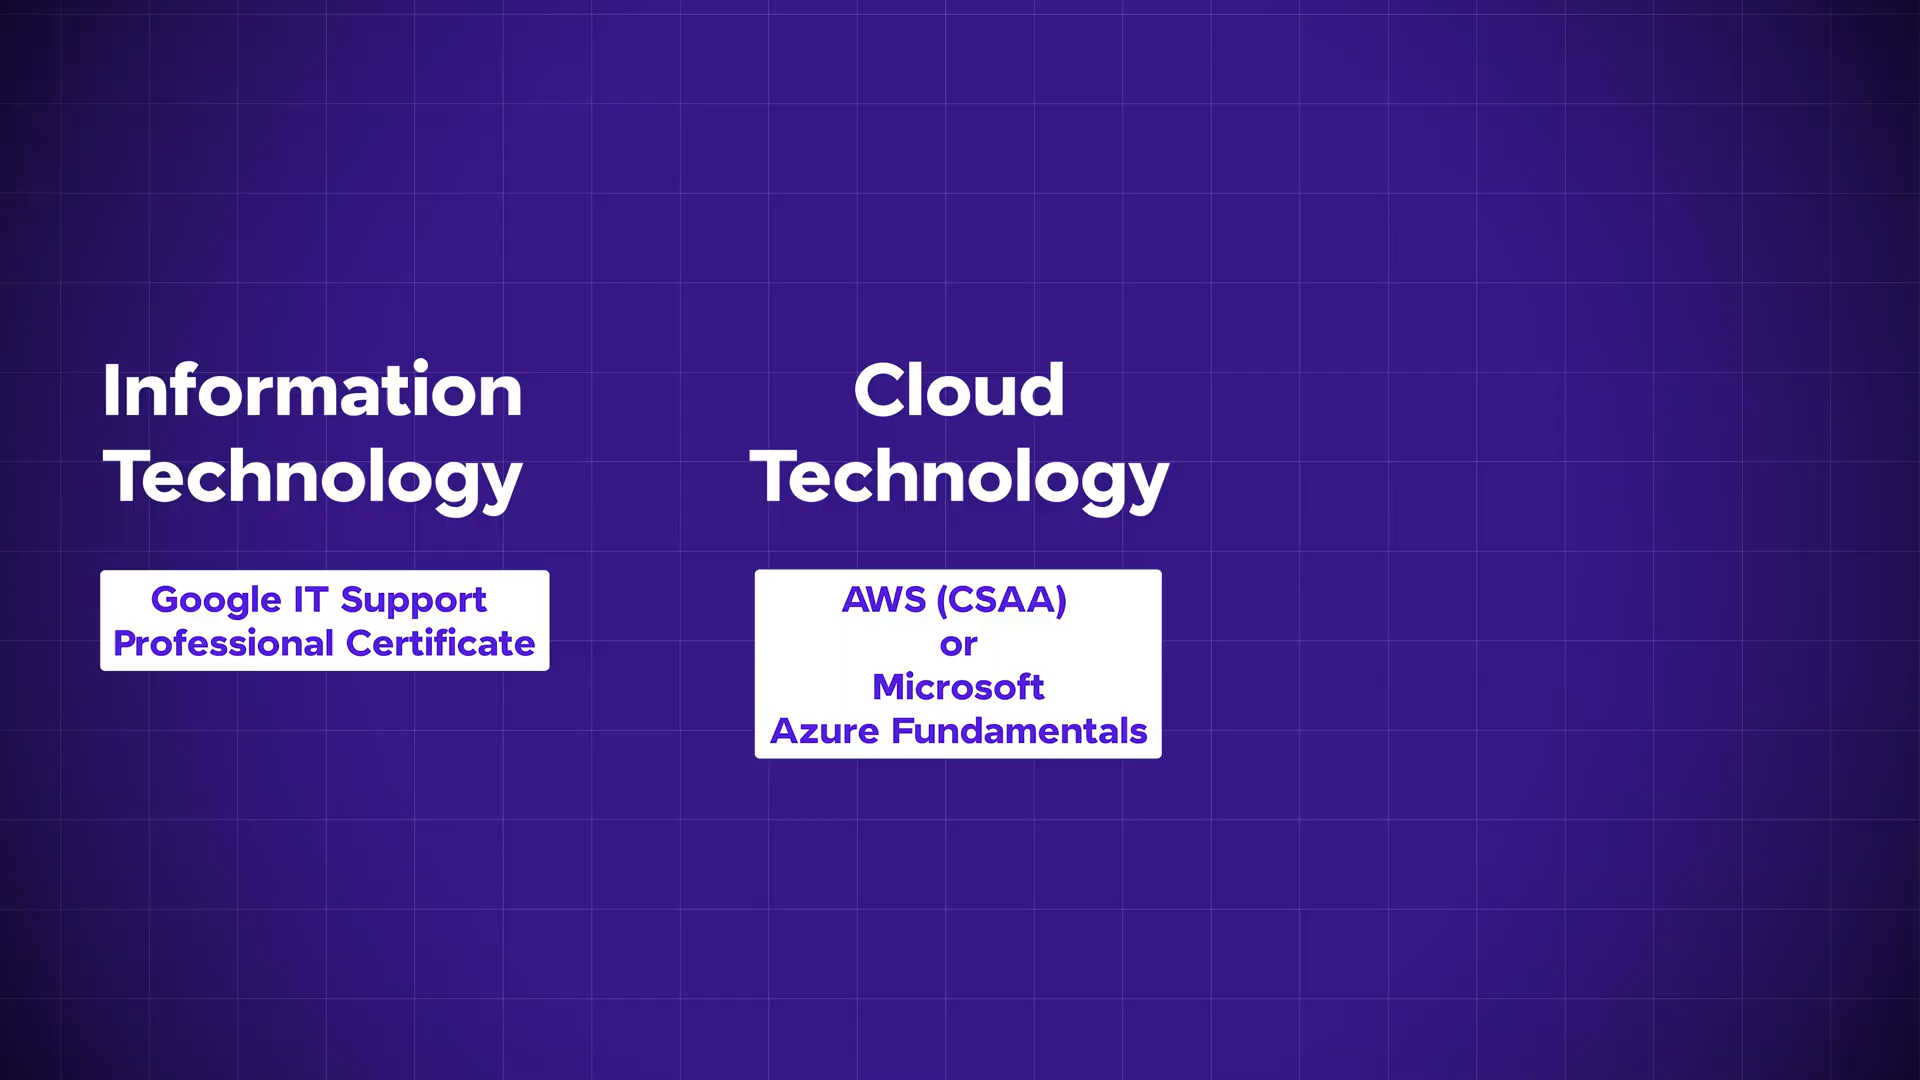 Information
Technology
Google IT Support
Professional Certificate
Cloud
Technology
AWS (CSAA)
or
Microsoft
Azure Fundamentals